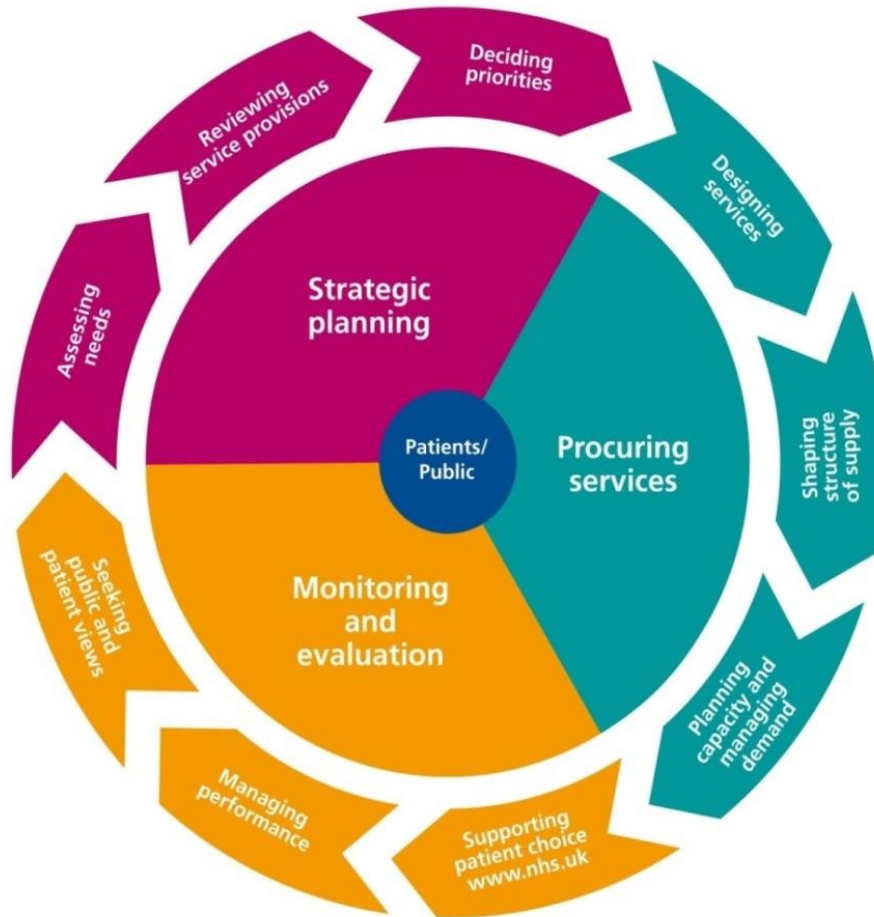 Deciding
priorities
Designing
services
Shaping
structure
of supply
Planning
capacity and
managing
demand
Supporting
patient choice
www.nhs.uk
Managing
performance
Seeking
public and
patient views
Assessing
needs
Reviewing
service provisions
Strategic
planning
Procuring
services
Monitoring
and
evaluation
Patients/
Public